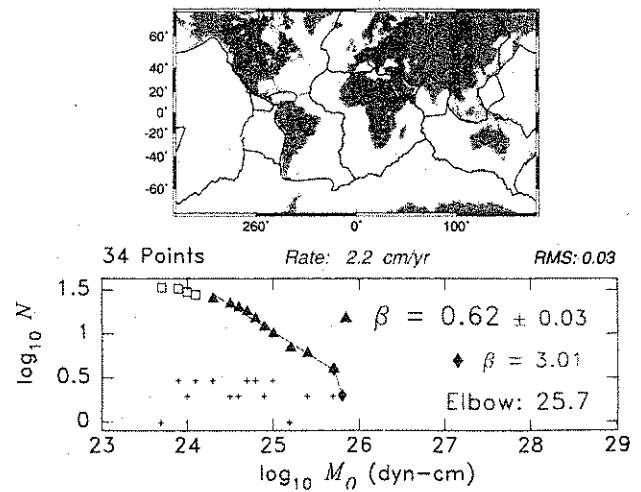 60°
40°
20°
0°
-20°
-40°
-60°
260° 0° 100°
34 Points Rate: 2.2 cm/yr RMS: 0.03
log₁₀ N
1.5
1.0
0.5
0
β = 0.62 ± 0.03
β = 3.01
Elbow: 25.7
23 24 25 26 27 28 29
log₁₀ M₀ (dyn-cm)